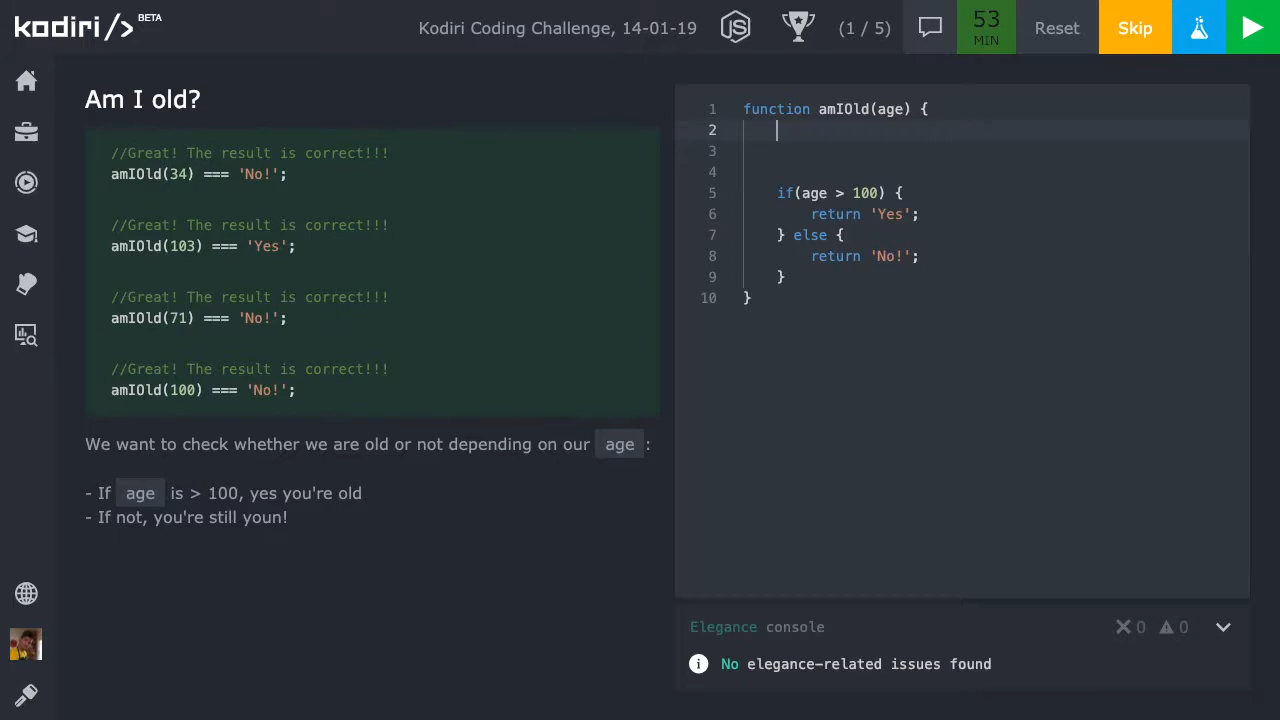 kodiri/> BETA
Kodiri Coding Challenge, 14-01-19
JS
(1 / 5)
53
MIN
Reset
Skip
Am I old?
//Great! The result is correct!!!
amIOld(34) === 'No!';
//Great! The result is correct!!!
amIOld(103) === 'Yes';
//Great! The result is correct!!!
amIOld(71) === 'No!';
//Great! The result is correct!!!
amIOld(100) === 'No!';
We want to check whether we are old or not depending on our age :
- If age is > 100, yes you're old
- If not, you're still youn!
1 function amIOld(age) {
2
3
4
5 if(age > 100) {
6 return 'Yes';
7 } else {
8 return 'No!';
9 }
10 }
Elegance console
0 0
i No elegance-related issues found